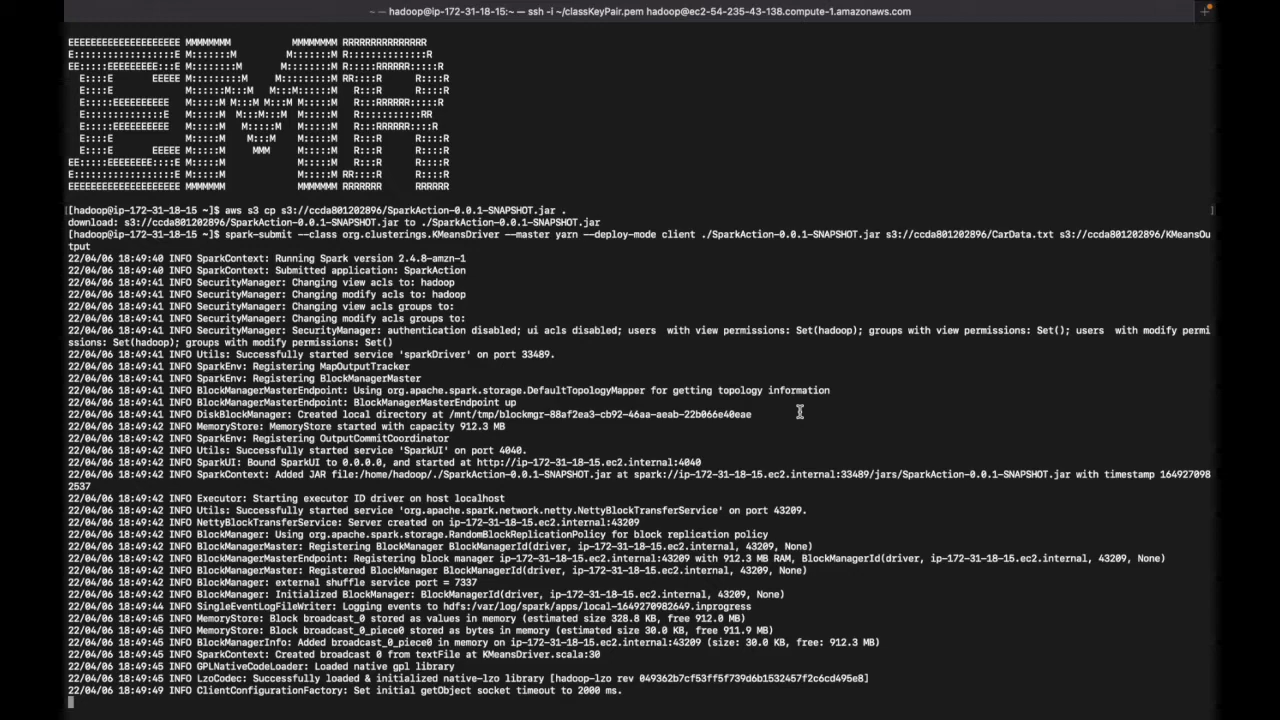 ~ — hadoop@ip-172-31-18-15:~ — ssh -i ~/classKeyPair.pem hadoop@ec2-54-235-43-138.compute-1.amazonaws.com
EEEEEEEEEEEEEEEEEEEE MMMMMMMM           MMMMMMMM RRRRRRRRRRRRRRR
E::::::::::::::::::E M:::::::M         M:::::::M R::::::::::::::R
EE:::::EEEEEEEEE:::E M::::::::M       M::::::::M R:::::RRRRRR:::::R
  E::::E       EEEEE M:::::::::M     M:::::::::M RR::::R      R::::R
  E::::E             M::::::M:::M   M:::M::::::M   R:::R      R::::R
  E:::::EEEEEEEEEE   M:::::M M:::M M:::M M:::::M   R:::RRRRRR:::::R
  E::::::::::::::E   M:::::M  M:::M:::M  M:::::M   R:::::::::::RR
  E:::::EEEEEEEEEE   M:::::M   M:::::M   M:::::M   R:::RRRRRR::::R
  E::::E             M:::::M    M:::M    M:::::M   R:::R      R::::R
  E::::E       EEEEE M:::::M     MMM     M:::::M   R:::R      R::::R
EE:::::EEEEEEEE::::E M:::::M             M:::::M   R:::R      R::::R
E::::::::::::::::::E M:::::M             M:::::M RR::::R      R::::R
EEEEEEEEEEEEEEEEEEEE MMMMMMM             MMMMMMM RRRRRRR      RRRRRR
[hadoop@ip-172-31-18-15 ~]$ aws s3 cp s3://ccda801202896/SparkAction-0.0.1-SNAPSHOT.jar .
download: s3://ccda801202896/SparkAction-0.0.1-SNAPSHOT.jar to ./SparkAction-0.0.1-SNAPSHOT.jar
[hadoop@ip-172-31-18-15 ~]$ spark-submit --class org.clusterings.KMeansDriver --master yarn --deploy-mode client ./SparkAction-0.0.1-SNAPSHOT.jar s3://ccda801202896/CarData.txt s3://ccda801202896/KMeansOu
tput
22/04/06 18:49:40 INFO SparkContext: Running Spark version 2.4.8-amzn-1
22/04/06 18:49:40 INFO SparkContext: Submitted application: SparkAction
22/04/06 18:49:41 INFO SecurityManager: Changing view acls to: hadoop
22/04/06 18:49:41 INFO SecurityManager: Changing modify acls to: hadoop
22/04/06 18:49:41 INFO SecurityManager: Changing view acls groups to:
22/04/06 18:49:41 INFO SecurityManager: Changing modify acls groups to:
22/04/06 18:49:41 INFO SecurityManager: SecurityManager: authentication disabled; ui acls disabled; users  with view permissions: Set(hadoop); groups with view permissions: Set(); users  with modify permi
ssions: Set(hadoop); groups with modify permissions: Set()
22/04/06 18:49:41 INFO Utils: Successfully started service 'sparkDriver' on port 33489.
22/04/06 18:49:41 INFO SparkEnv: Registering MapOutputTracker
22/04/06 18:49:41 INFO SparkEnv: Registering BlockManagerMaster
22/04/06 18:49:41 INFO BlockManagerMasterEndpoint: Using org.apache.spark.storage.DefaultTopologyMapper for getting topology information
22/04/06 18:49:41 INFO BlockManagerMasterEndpoint: BlockManagerMasterEndpoint up
22/04/06 18:49:41 INFO DiskBlockManager: Created local directory at /mnt/tmp/blockmgr-88af2ea3-cb92-46aa-aeab-22b066e40eae
22/04/06 18:49:42 INFO MemoryStore: MemoryStore started with capacity 912.3 MB
22/04/06 18:49:42 INFO SparkEnv: Registering OutputCommitCoordinator
22/04/06 18:49:42 INFO Utils: Successfully started service 'SparkUI' on port 4040.
22/04/06 18:49:42 INFO SparkUI: Bound SparkUI to 0.0.0.0, and started at http://ip-172-31-18-15.ec2.internal:4040
22/04/06 18:49:42 INFO SparkContext: Added JAR file:/home/hadoop/./SparkAction-0.0.1-SNAPSHOT.jar at spark://ip-172-31-18-15.ec2.internal:33489/jars/SparkAction-0.0.1-SNAPSHOT.jar with timestamp 164927098
2537
22/04/06 18:49:42 INFO Executor: Starting executor ID driver on host localhost
22/04/06 18:49:42 INFO Utils: Successfully started service 'org.apache.spark.network.netty.NettyBlockTransferService' on port 43209.
22/04/06 18:49:42 INFO NettyBlockTransferService: Server created on ip-172-31-18-15.ec2.internal:43209
22/04/06 18:49:42 INFO BlockManager: Using org.apache.spark.storage.RandomBlockReplicationPolicy for block replication policy
22/04/06 18:49:42 INFO BlockManagerMaster: Registering BlockManager BlockManagerId(driver, ip-172-31-18-15.ec2.internal, 43209, None)
22/04/06 18:49:42 INFO BlockManagerMasterEndpoint: Registering block manager ip-172-31-18-15.ec2.internal:43209 with 912.3 MB RAM, BlockManagerId(driver, ip-172-31-18-15.ec2.internal, 43209, None)
22/04/06 18:49:42 INFO BlockManagerMaster: Registered BlockManager BlockManagerId(driver, ip-172-31-18-15.ec2.internal, 43209, None)
22/04/06 18:49:42 INFO BlockManager: external shuffle service port = 7337
22/04/06 18:49:42 INFO BlockManager: Initialized BlockManager: BlockManagerId(driver, ip-172-31-18-15.ec2.internal, 43209, None)
22/04/06 18:49:44 INFO SingleEventLogFileWriter: Logging events to hdfs:/var/log/spark/apps/local-1649270982649.inprogress
22/04/06 18:49:45 INFO MemoryStore: Block broadcast_0 stored as values in memory (estimated size 328.8 KB, free 912.0 MB)
22/04/06 18:49:45 INFO MemoryStore: Block broadcast_0_piece0 stored as bytes in memory (estimated size 30.0 KB, free 911.9 MB)
22/04/06 18:49:45 INFO BlockManagerInfo: Added broadcast_0_piece0 in memory on ip-172-31-18-15.ec2.internal:43209 (size: 30.0 KB, free: 912.3 MB)
22/04/06 18:49:45 INFO SparkContext: Created broadcast 0 from textFile at KMeansDriver.scala:30
22/04/06 18:49:45 INFO GPLNativeCodeLoader: Loaded native gpl library
22/04/06 18:49:45 INFO LzoCodec: Successfully loaded & initialized native-lzo library [hadoop-lzo rev 049362b7cf53ff5f739d6b1532457f2c6cd495e8]
22/04/06 18:49:49 INFO ClientConfigurationFactory: Set initial getObject socket timeout to 2000 ms.